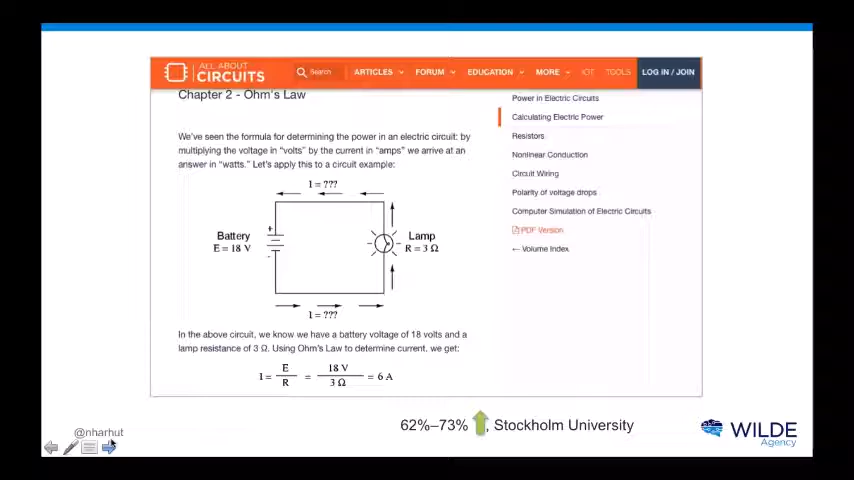 ALL ABOUT
CIRCUITS
Search
ARTICLES
FORUM
EDUCATION
MORE
IOT
TOOLS
LOG IN / JOIN
Chapter 2 - Ohm's Law
We've seen the formula for determining the power in an electric circuit: by
multiplying the voltage in “volts” by the current in “amps” we arrive at an
answer in “watts.” Let's apply this to a circuit example:
I = ???
Battery
E = 18 V
+
-
Lamp
R = 3 Ω
I = ???
In the above circuit, we know we have a battery voltage of 18 volts and a
lamp resistance of 3 Ω. Using Ohm's Law to determine current, we get:
I = E / R = 18 V / 3 Ω = 6 A
Power in Electric Circuits
Calculating Electric Power
Resistors
Nonlinear Conduction
Circuit Wiring
Polarity of voltage drops
Computer Simulation of Electric Circuits
PDF Version
← Volume Index
62%–73% , Stockholm University
@nharhut
WILDE
Agency